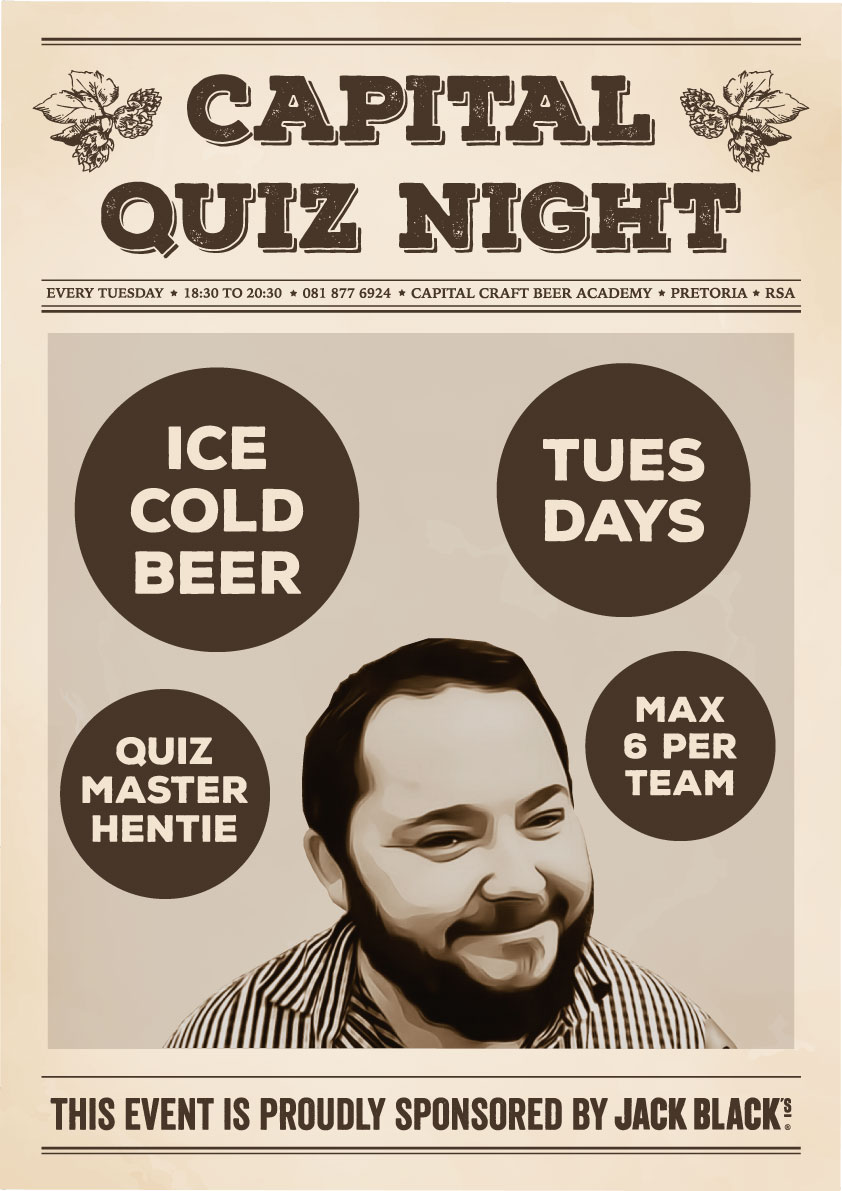 CAPITAL
QUIZ NIGHT
EVERY TUESDAY ★ 18:30 TO 20:30 ★ 081 877 6924 ★ CAPITAL CRAFT BEER ACADEMY ★ PRETORIA ★ RSA
ICE
COLD
BEER
TUES
DAYS
QUIZ
MASTER
HENTIE
MAX
6 PER
TEAM
THIS EVENT IS PROUDLY SPONSORED BY JACK BLACK'S®